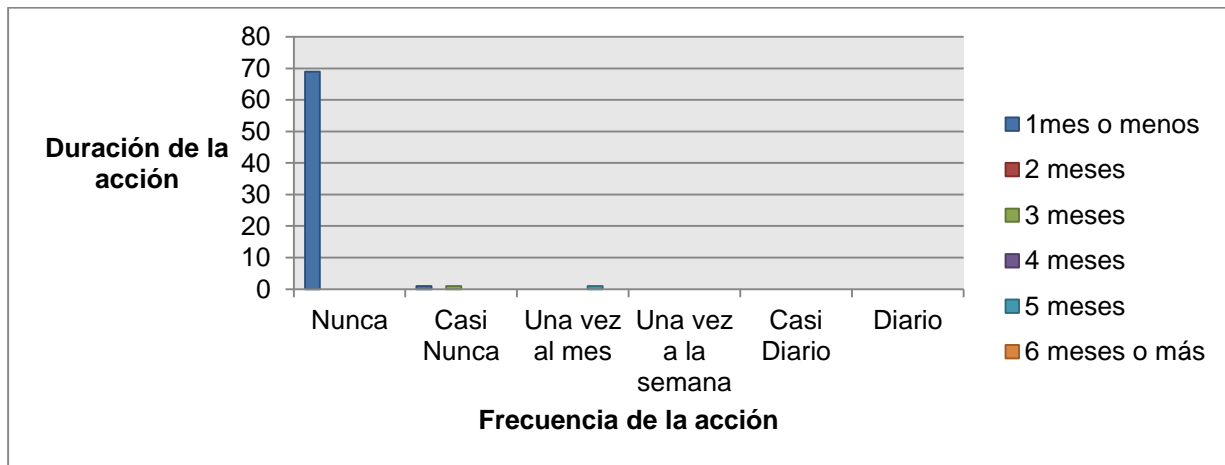 80
70
60
50
40
30
20
10
0
Duración de la
acción
Nunca
Casi
Nunca
Una vez
al mes
Una vez
a la
semana
Casi
Diario
Diario
Frecuencia de la acción
1mes o menos
2 meses
3 meses
4 meses
5 meses
6 meses o más